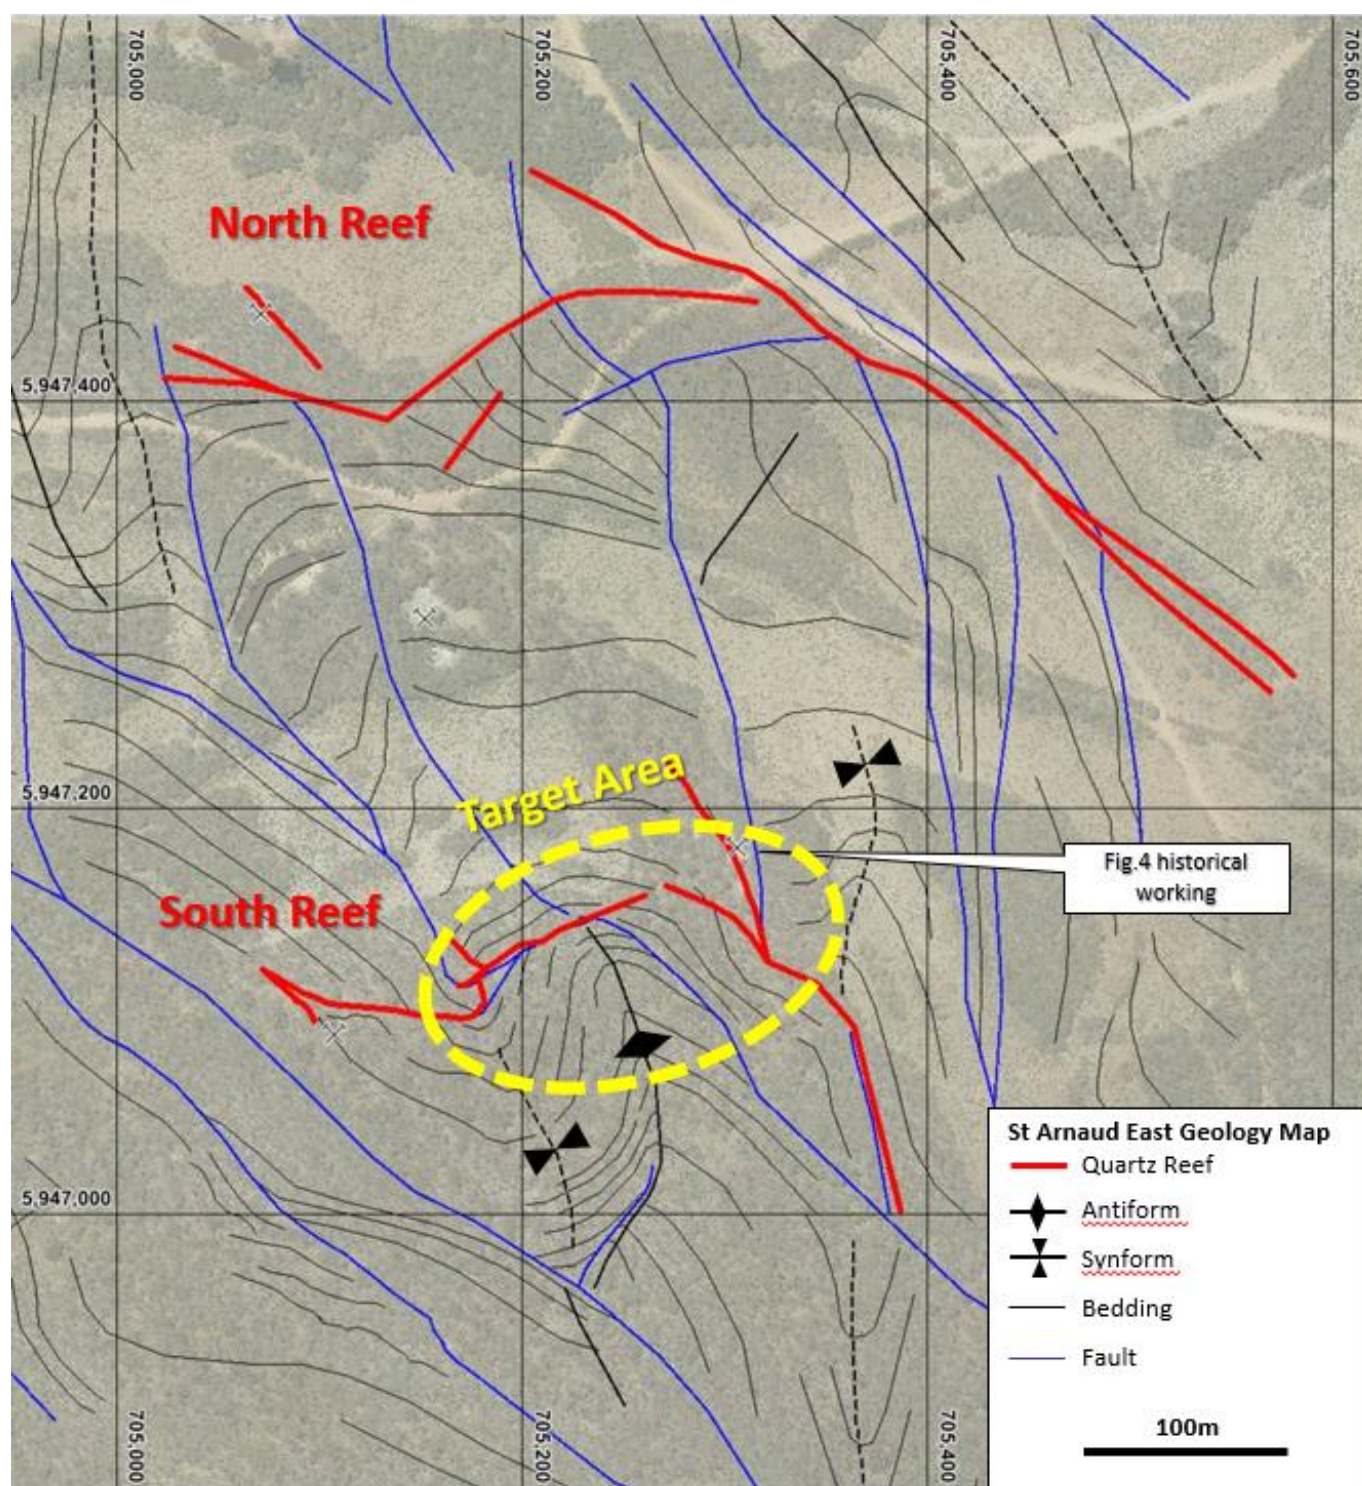 705,000
705,200
705,400
705,600
North Reef
5,947,400
Target Area
5,947,200
Fig.4 historical
working
South Reef
5,947,000
St Arnaud East Geology Map
Quartz Reef
Antiform
Synform
Bedding
Fault
100m
705,000
705,200
705,400